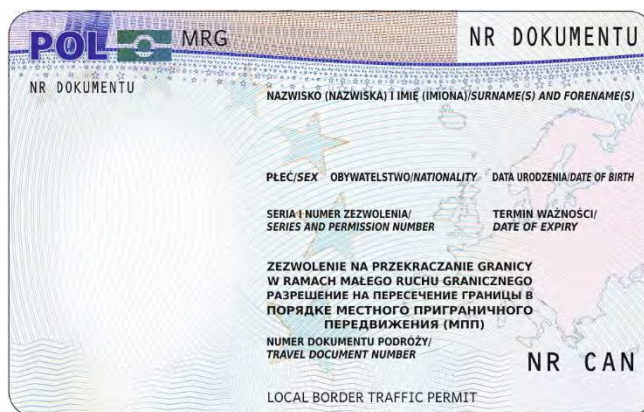 POL MRG NR DOKUMENTU
NR DOKUMENTU
NAZWISKO (NAZWISKA) I IMIĘ (IMIONA)/SURNAME(S) AND FORENAME(S)
PŁEĆ/SEX OBYWATELSTWO/NATIONALITY DATA URODZENIA/DATE OF BIRTH
SERIA I NUMER ZEZWOLENIA/
SERIES AND PERMISSION NUMBER
TERMIN WAŻNOŚCI/
DATE OF EXPIRY
ZEZWOLENIE NA PRZEKRACZANIE GRANICY
W RAMACH MAŁEGO RUCHU GRANICZNEGO
РАЗРЕШЕНИЕ НА ПЕРЕСЕЧЕНИЕ ГРАНИЦЫ В
ПОРЯДКЕ МЕСТНОГО ПРИГРАНИЧНОГО
ПЕРЕДВИЖЕНИЯ (МПП)
NUMER DOKUMENTU PODRÓŻY/
TRAVEL DOCUMENT NUMBER
NR CAN
LOCAL BORDER TRAFFIC PERMIT